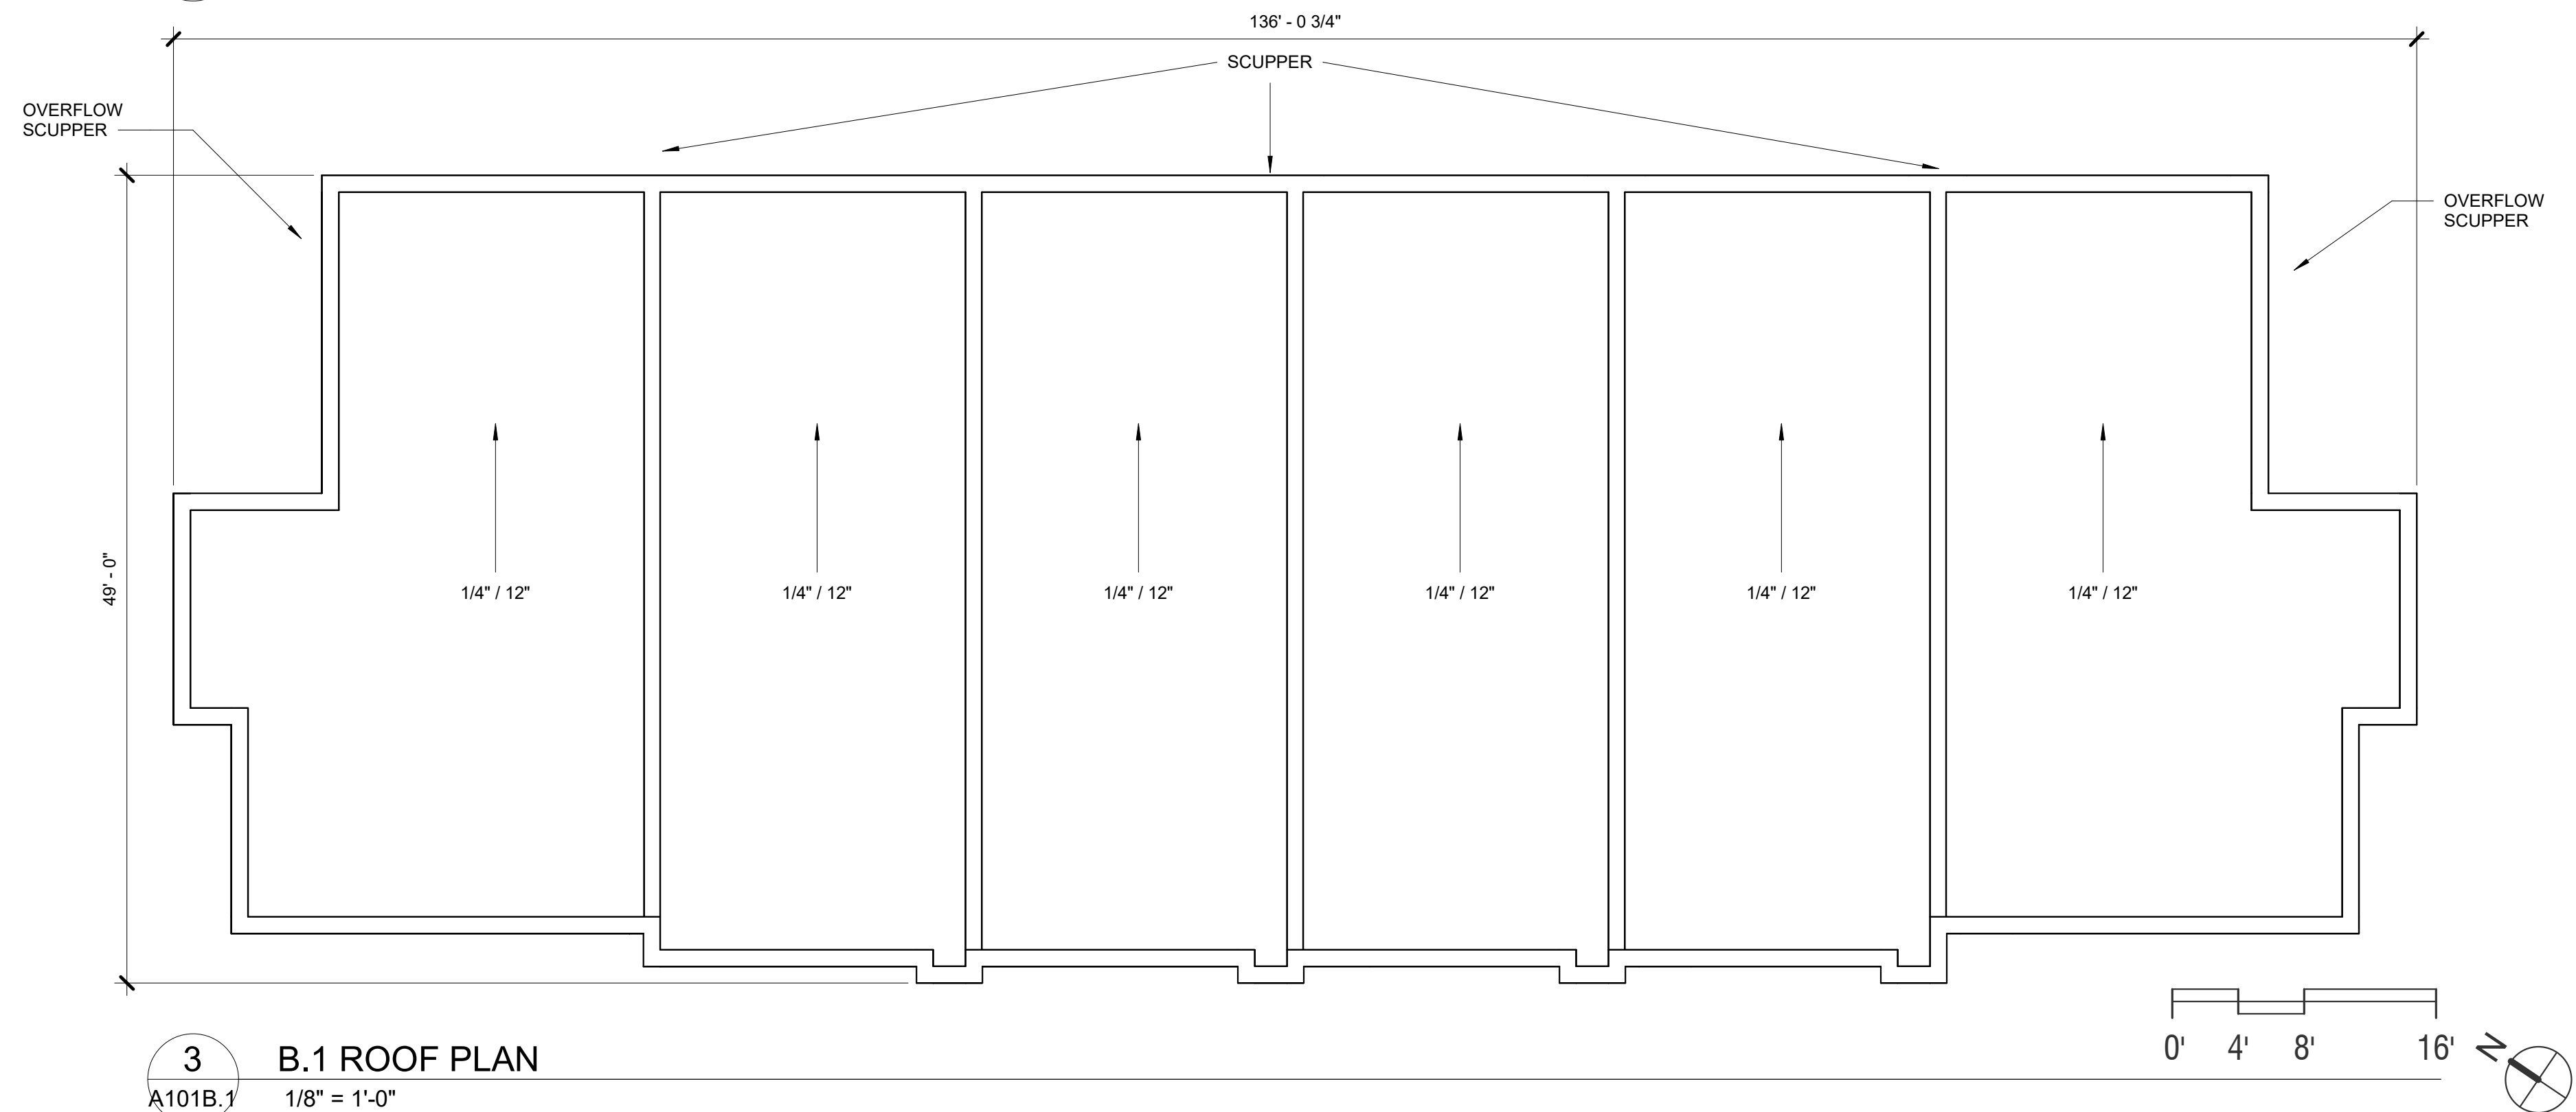 136' - 0 3/4"
SCUPPER
OVERFLOW
SCUPPER
OVERFLOW
SCUPPER
49' - 0"
1/4" / 12"
1/4" / 12"
1/4" / 12"
1/4" / 12"
1/4" / 12"
1/4" / 12"
0' 4' 8' 16'
N
3
B.1 ROOF PLAN
A101B.1
1/8" = 1'-0"